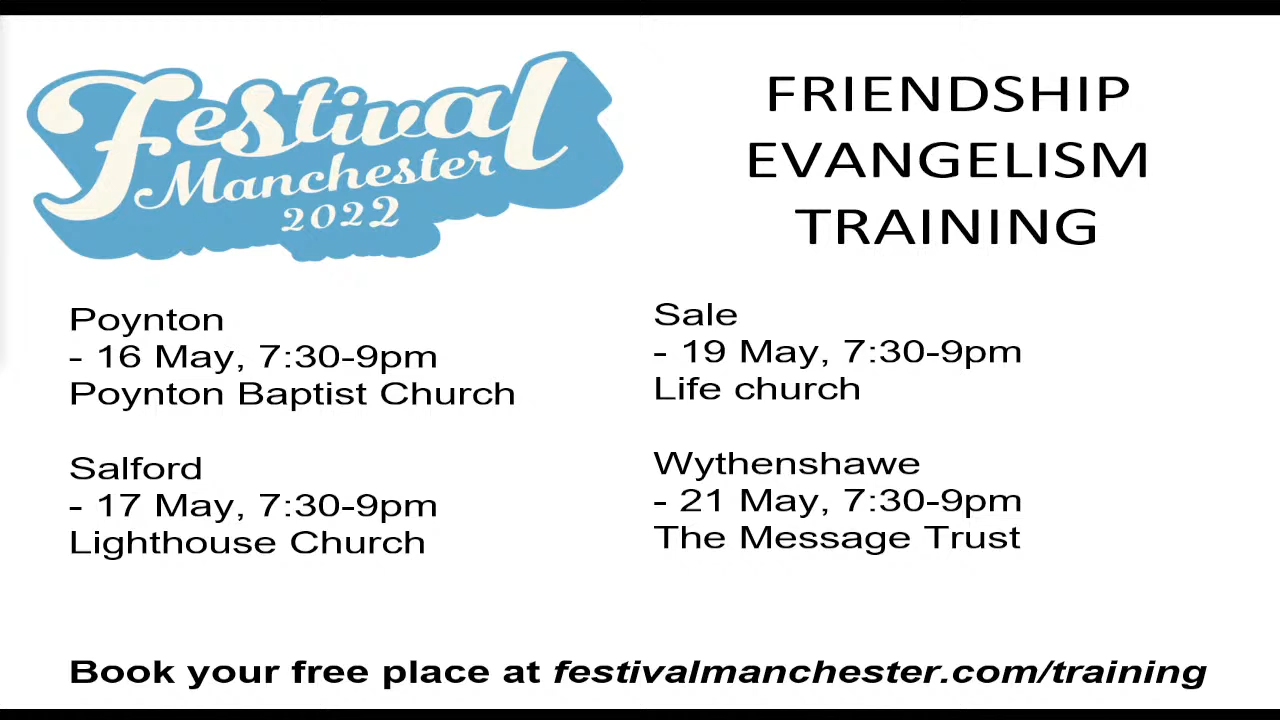 Festival
Manchester
2022
FRIENDSHIP
EVANGELISM
TRAINING
Poynton
- 16 May, 7:30-9pm
Poynton Baptist Church
Salford
- 17 May, 7:30-9pm
Lighthouse Church
Sale
- 19 May, 7:30-9pm
Life church
Wythenshawe
- 21 May, 7:30-9pm
The Message Trust
Book your free place at festivalmanchester.com/training